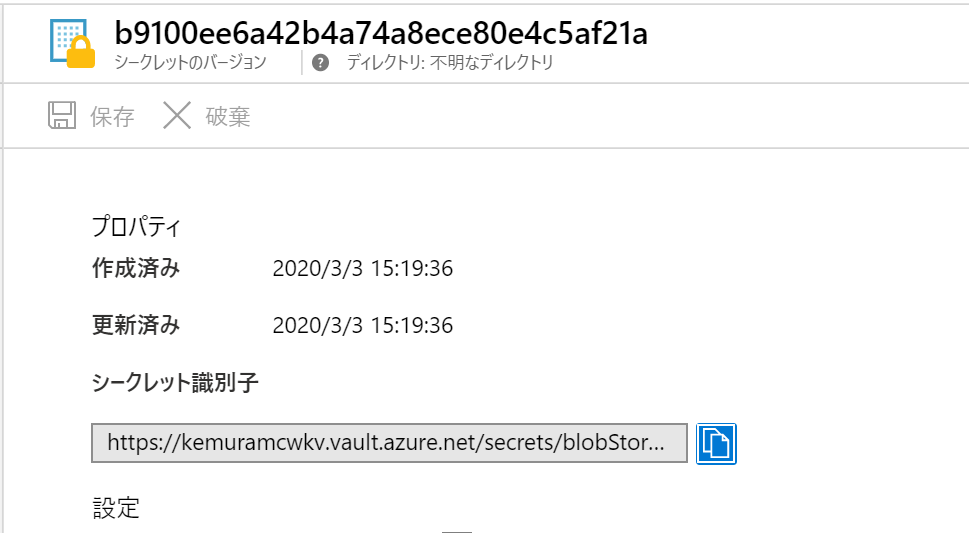 b9100ee6a42b4a74a8ece80e4c5af21a
シークレットのバージョン ? ディレクトリ: 不明なディレクトリ
保存 破棄
プロパティ
作成済み 2020/3/3 15:19:36
更新済み 2020/3/3 15:19:36
シークレット識別子
https://kemuramcwkv.vault.azure.net/secrets/blobStor...
設定